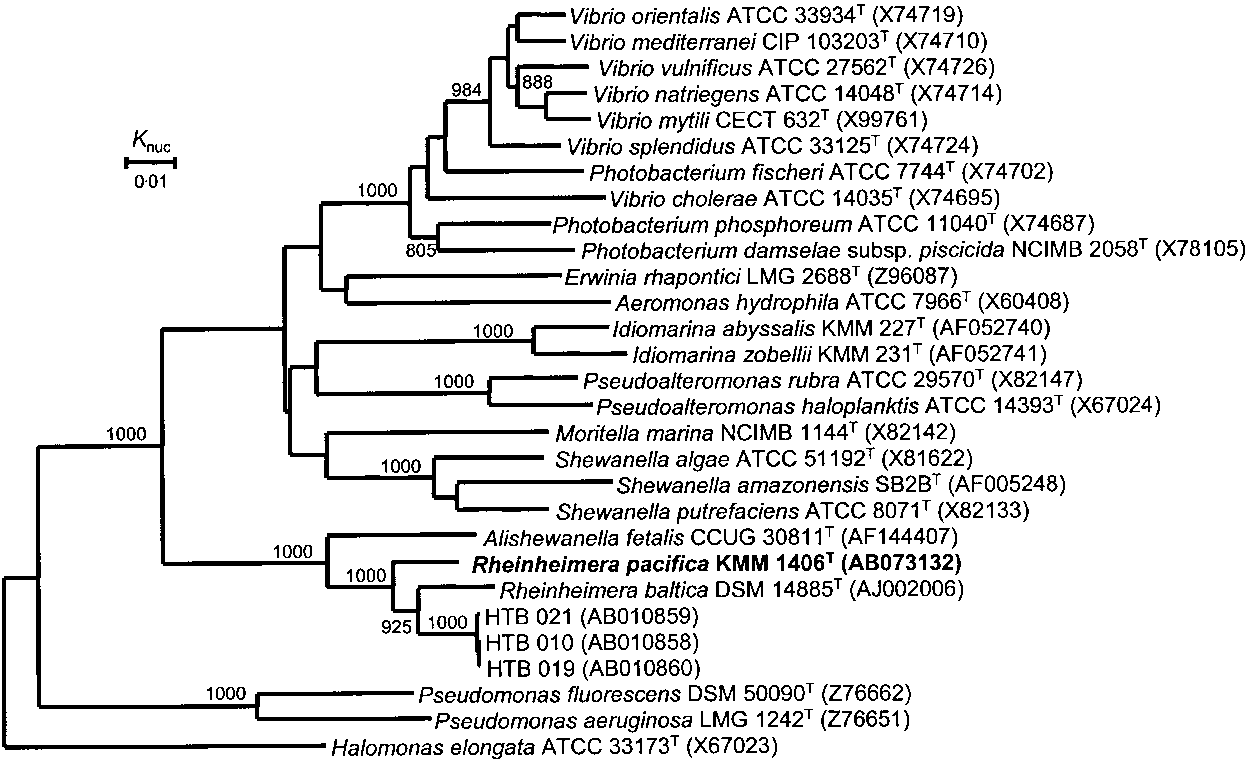 Vibrio orientalis ATCC 33934T (X74719)
Vibrio mediterranei CIP 103203T (X74710)
Vibrio vulnificus ATCC 27562T (X74726)
984
888
Vibrio natriegens ATCC 14048T (X74714)
Vibrio mytili CECT 632T (X99761)
Knuc
Vibrio splendidus ATCC 33125T (X74724)
0·01
Photobacterium fischeri ATCC 7744T (X74702)
1000
Vibrio cholerae ATCC 14035T (X74695)
Photobacterium phosphoreum ATCC 11040T (X74687)
805
Photobacterium damselae subsp. piscicida NCIMB 2058T (X78105)
Erwinia rhapontici LMG 2688T (Z96087)
Aeromonas hydrophila ATCC 7966T (X60408)
1000
Idiomarina abyssalis KMM 227T (AF052740)
Idiomarina zobellii KMM 231T (AF052741)
1000
Pseudoalteromonas rubra ATCC 29570T (X82147)
Pseudoalteromonas haloplanktis ATCC 14393T (X67024)
1000
Moritella marina NCIMB 1144T (X82142)
1000
Shewanella algae ATCC 51192T (X81622)
Shewanella amazonensis SB2BT (AF005248)
Shewanella putrefaciens ATCC 8071T (X82133)
Alishewanella fetalis CCUG 30811T (AF144407)
1000
Rheinheimera pacifica KMM 1406T (AB073132)
1000
Rheinheimera baltica DSM 14885T (AJ002006)
HTB 021 (AB010859)
925
1000
HTB 010 (AB010858)
HTB 019 (AB010860)
1000
Pseudomonas fluorescens DSM 50090T (Z76662)
Pseudomonas aeruginosa LMG 1242T (Z76651)
Halomonas elongata ATCC 33173T (X67023)